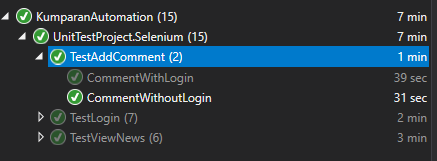 KumparanAutomation (15) 7 min
UnitTestProject.Selenium (15) 7 min
TestAddComment (2) 1 min
CommentWithLogin 39 sec
CommentWithoutLogin 31 sec
TestLogin (7) 2 min
TestViewNews (6) 3 min